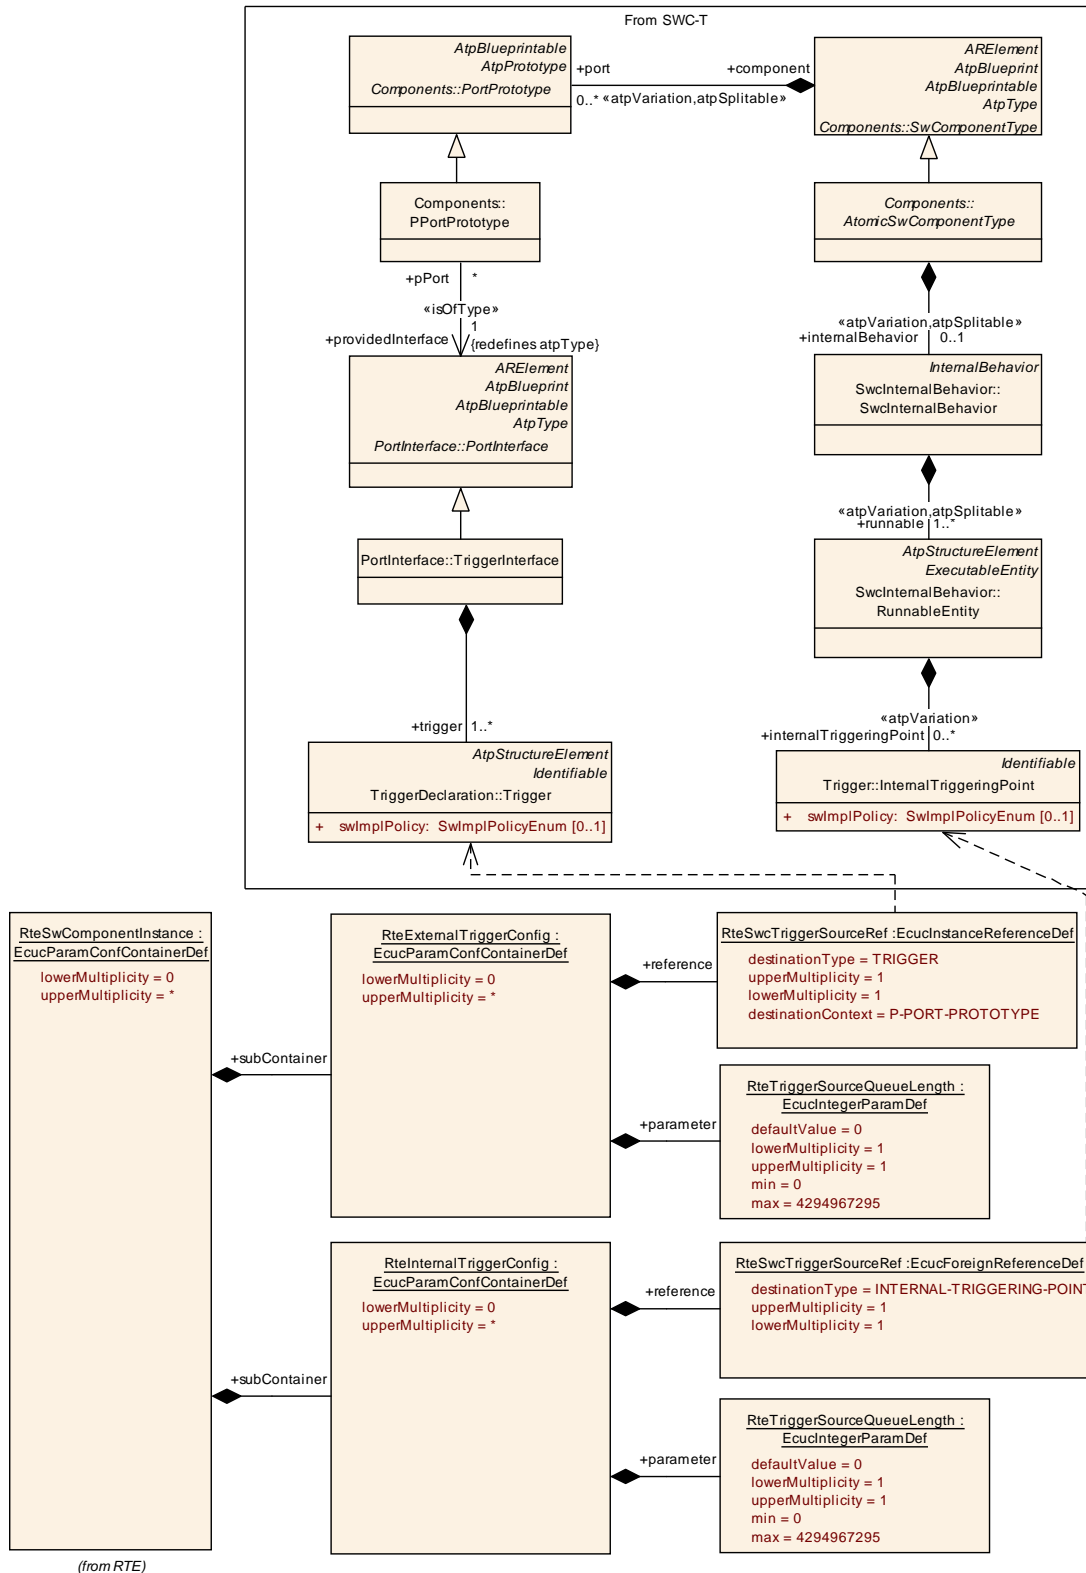 From SWC-T
AtpBlueprintable
AtpPrototype
Components::PortPrototype
+port
0..*
«atpVariation,atpSplitable»
+component
ARElement
AtpBlueprint
AtpBlueprintable
AtpType
Components::SwComponentType
Components::
PPortPrototype
Components::
AtomicSwComponentType
+pPort
*
«isOfType»
+providedInterface
1
{redefines atpType}
«atpVariation,atpSplitable»
+internalBehavior
0..1
ARElement
AtpBlueprint
AtpBlueprintable
AtpType
PortInterface::PortInterface
InternalBehavior
SwcInternalBehavior::
SwcInternalBehavior
«atpVariation,atpSplitable»
+runnable
1..*
PortInterface::TriggerInterface
AtpStructureElement
ExecutableEntity
SwcInternalBehavior::
RunnableEntity
+trigger
1..*
«atpVariation»
+internalTriggeringPoint
0..*
AtpStructureElement
Identifiable
TriggerDeclaration::Trigger
+ swImplPolicy: SwImplPolicyEnum [0..1]
Identifiable
Trigger::InternalTriggeringPoint
+ swImplPolicy: SwImplPolicyEnum [0..1]
RteSwComponentInstance :
EcucParamConfContainerDef
lowerMultiplicity = 0
upperMultiplicity = *
(from RTE)
+subContainer
RteExternalTriggerConfig :
EcucParamConfContainerDef
lowerMultiplicity = 0
upperMultiplicity = *
+reference
RteSwcTriggerSourceRef :EcucInstanceReferenceDef
destinationType = TRIGGER
upperMultiplicity = 1
lowerMultiplicity = 1
destinationContext = P-PORT-PROTOTYPE
+parameter
RteTriggerSourceQueueLength :
EcucIntegerParamDef
defaultValue = 0
lowerMultiplicity = 1
upperMultiplicity = 1
min = 0
max = 4294967295
+subContainer
RteInternalTriggerConfig :
EcucParamConfContainerDef
lowerMultiplicity = 0
upperMultiplicity = *
+reference
RteSwcTriggerSourceRef :EcucForeignReferenceDef
destinationType = INTERNAL-TRIGGERING-POINT
upperMultiplicity = 1
lowerMultiplicity = 1
+parameter
RteTriggerSourceQueueLength :
EcucIntegerParamDef
defaultValue = 0
lowerMultiplicity = 1
upperMultiplicity = 1
min = 0
max = 4294967295